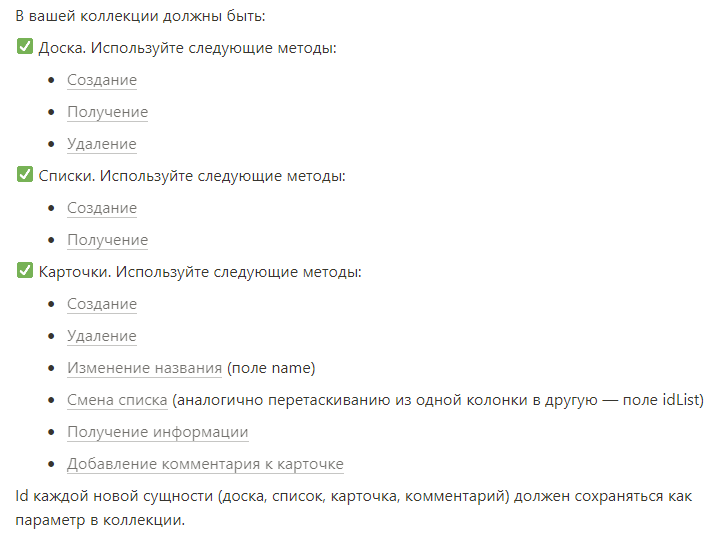 В вашей коллекции должны быть:
✅ Доска. Используйте следующие методы:
• Создание
• Получение
• Удаление
✅ Списки. Используйте следующие методы:
• Создание
• Получение
✅ Карточки. Используйте следующие методы:
• Создание
• Удаление
• Изменение названия (поле name)
• Смена списка (аналогично перетаскиванию из одной колонки в другую — поле idList)
• Получение информации
• Добавление комментария к карточке
Id каждой новой сущности (доска, список, карточка, комментарий) должен сохраняться как
параметр в коллекции.